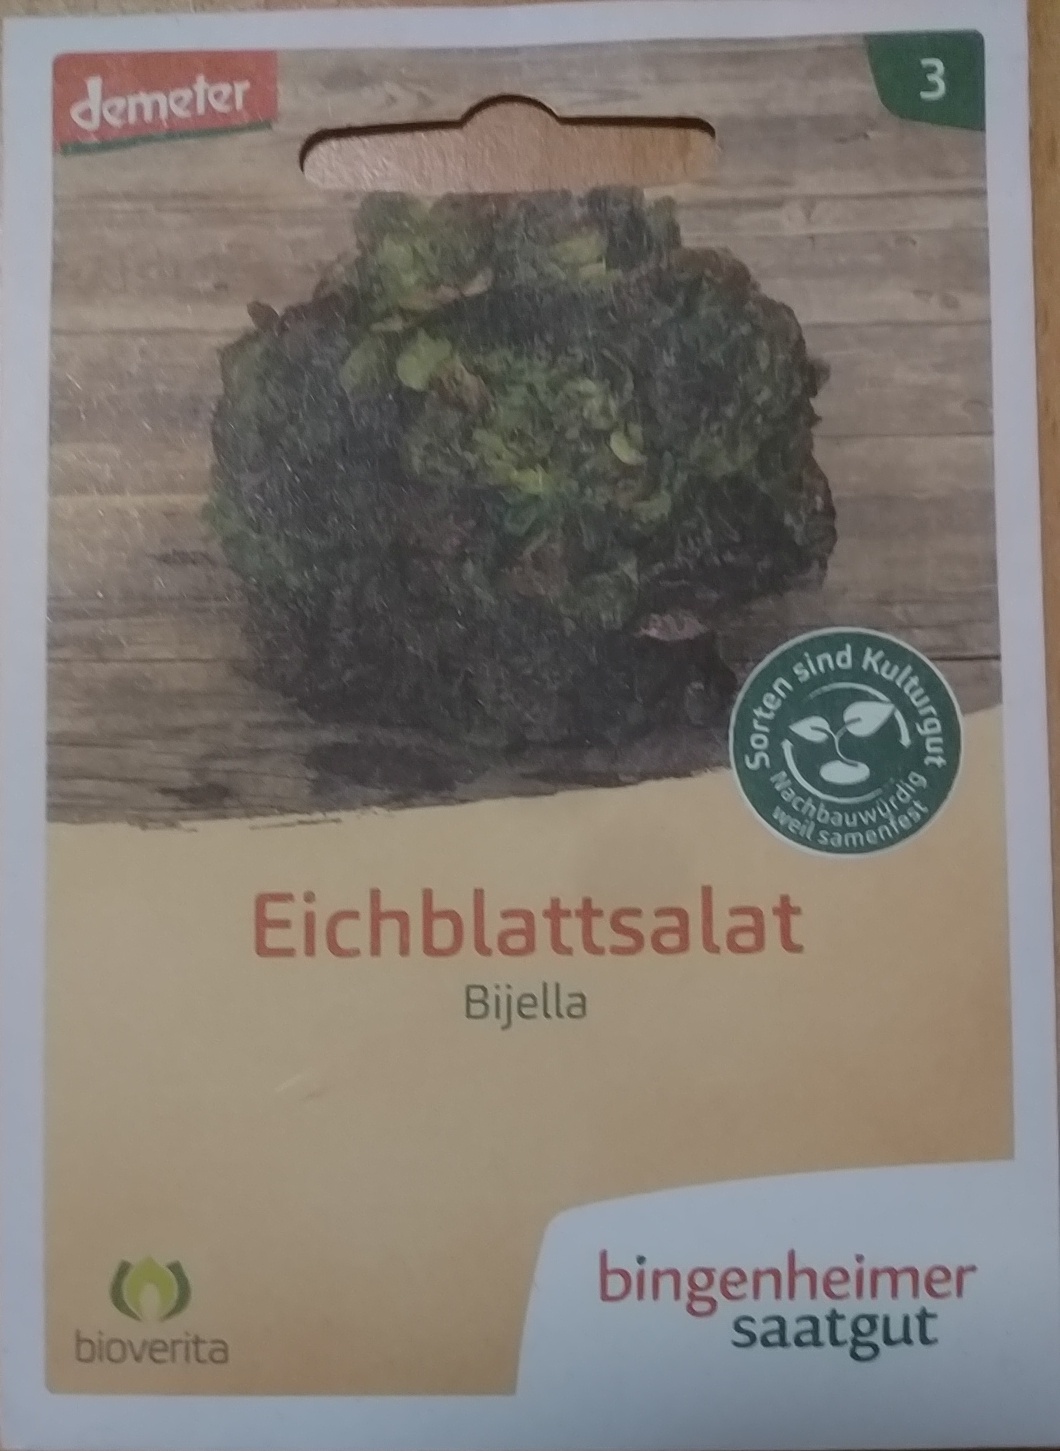 demeter
3
Sorten sind Kulturgut
Nachbauwürdig
weil samenfest
Eichblattsalat
Bijella
bioverita
bingenheimer
saatgut